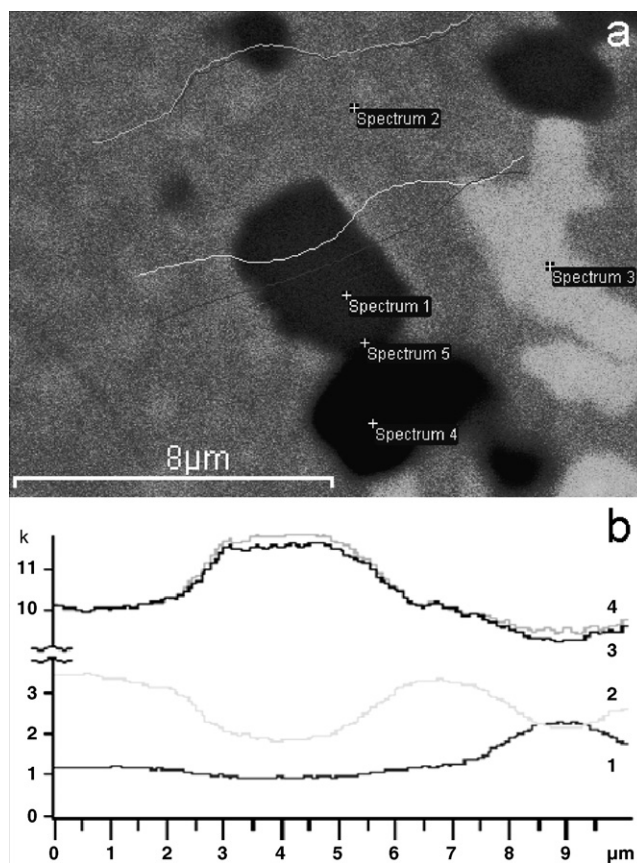 a
Spectrum 2
Spectrum 3
Spectrum 1
Spectrum 5
Spectrum 4
8µm
b
k
11
10
4
3
3
2
2
1
1
0
0 1 2 3 4 5 6 7 8 9 µm